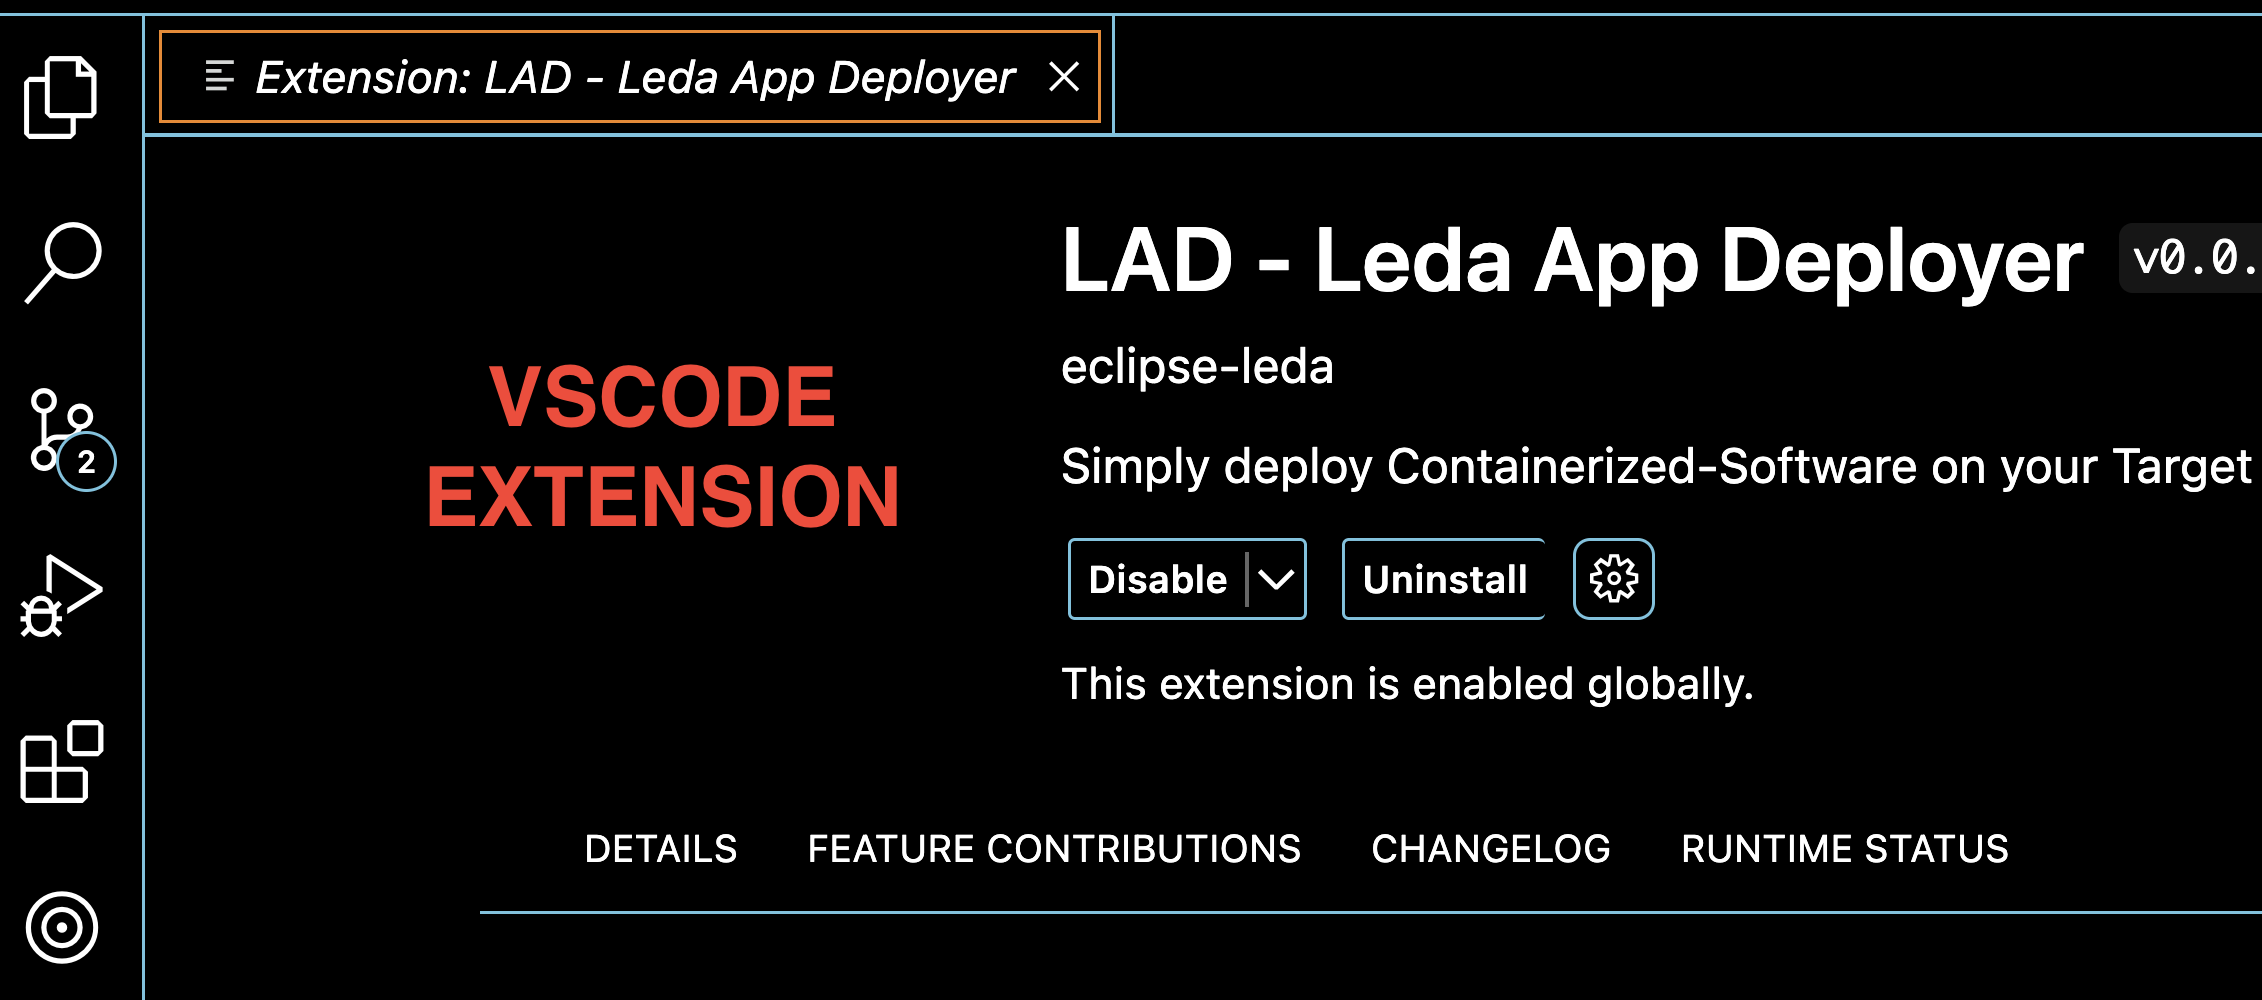 Extension: LAD - Leda App Deployer
LAD - Leda App Deployer v0.0.
eclipse-leda
VSCODE
EXTENSION
Simply deploy Containerized-Software on your Target
2
Disable Uninstall
This extension is enabled globally.
DETAILS FEATURE CONTRIBUTIONS CHANGELOG RUNTIME STATUS